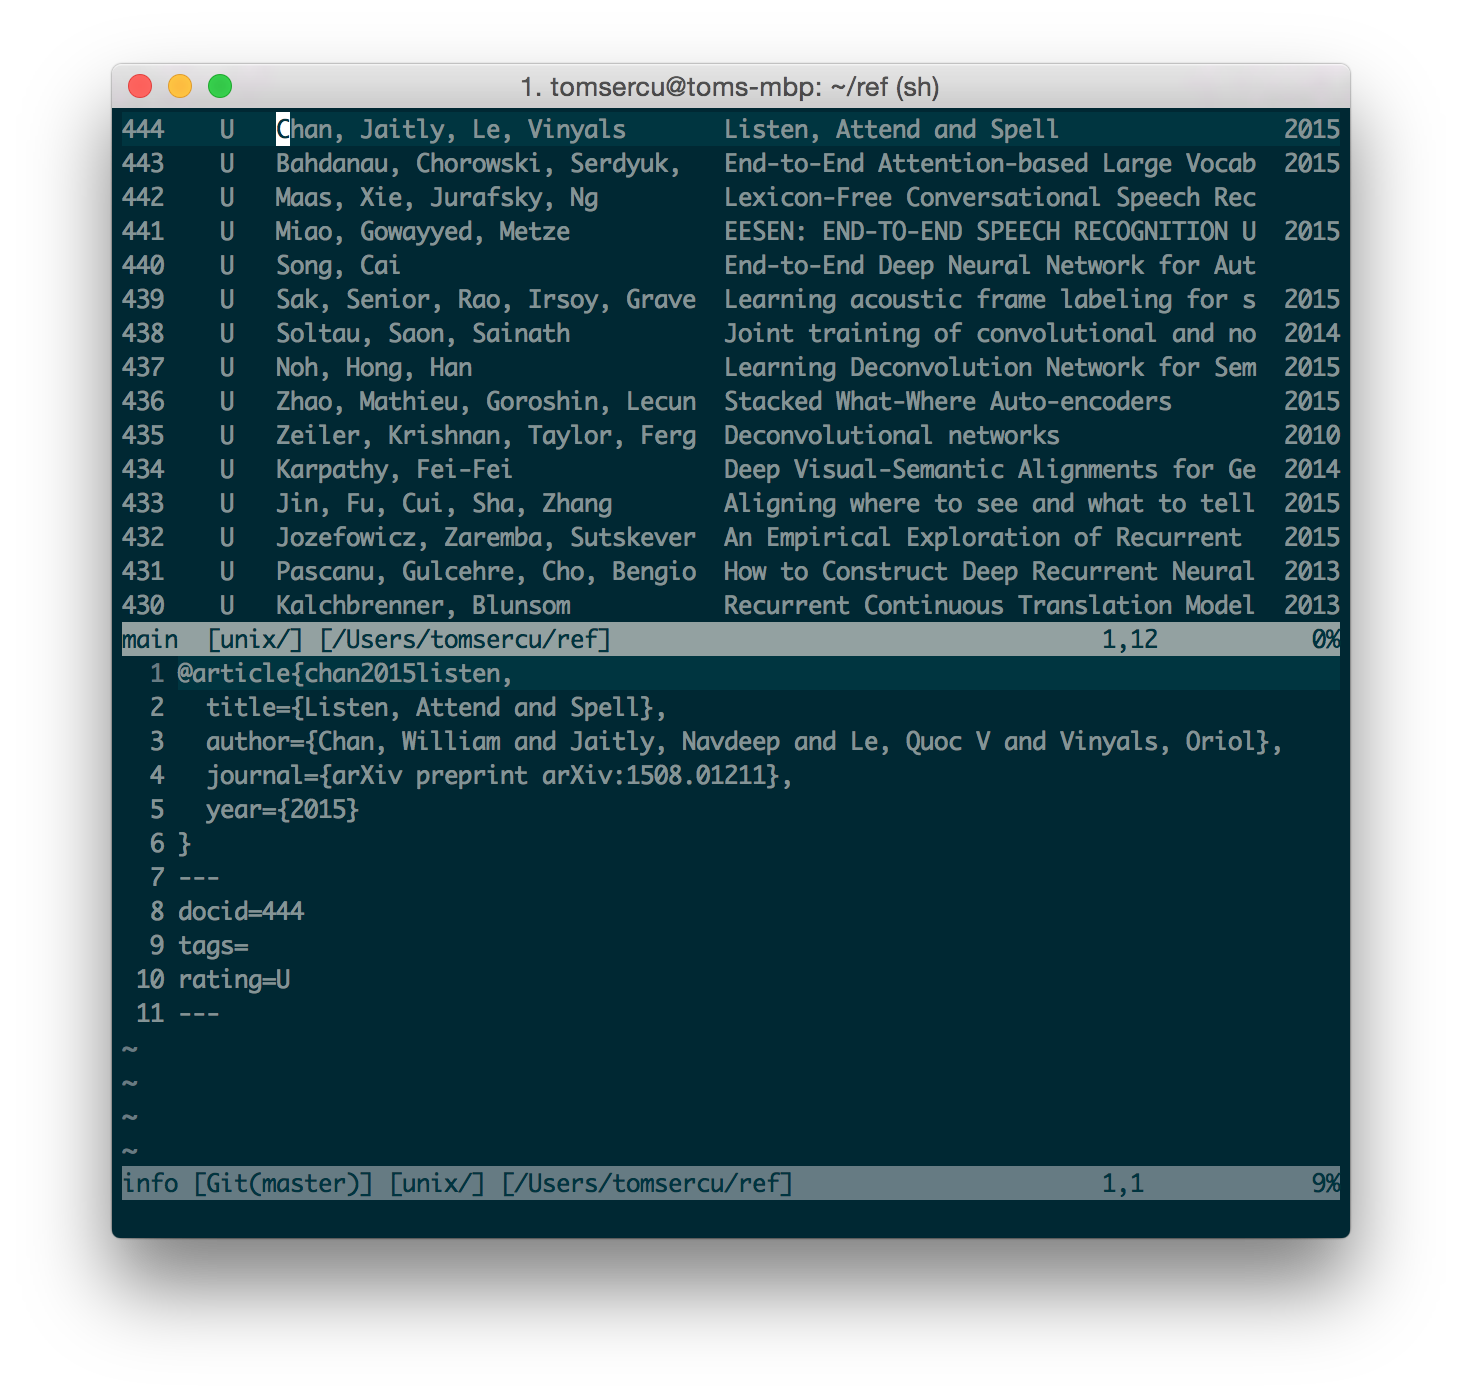 1. tomsercu@toms-mbp: ~/ref (sh)
444    U   Chan, Jaitly, Le, Vinyals       Listen, Attend and Spell                2015
443    U   Bahdanau, Chorowski, Serdyuk,   End-to-End Attention-based Large Vocab  2015
442    U   Maas, Xie, Jurafsky, Ng         Lexicon-Free Conversational Speech Rec
441    U   Miao, Gowayyed, Metze           EESEN: END-TO-END SPEECH RECOGNITION U  2015
440    U   Song, Cai                       End-to-End Deep Neural Network for Aut
439    U   Sak, Senior, Rao, Irsoy, Grave  Learning acoustic frame labeling for s  2015
438    U   Soltau, Saon, Sainath           Joint training of convolutional and no  2014
437    U   Noh, Hong, Han                  Learning Deconvolution Network for Sem  2015
436    U   Zhao, Mathieu, Goroshin, Lecun  Stacked What-Where Auto-encoders        2015
435    U   Zeiler, Krishnan, Taylor, Ferg  Deconvolutional networks                2010
434    U   Karpathy, Fei-Fei               Deep Visual-Semantic Alignments for Ge  2014
433    U   Jin, Fu, Cui, Sha, Zhang        Aligning where to see and what to tell  2015
432    U   Jozefowicz, Zaremba, Sutskever  An Empirical Exploration of Recurrent   2015
431    U   Pascanu, Gulcehre, Cho, Bengio  How to Construct Deep Recurrent Neural  2013
430    U   Kalchbrenner, Blunsom           Recurrent Continuous Translation Model  2013
main  [unix/] [/Users/tomsercu/ref]                                   1,12           0%
  1 @article{chan2015listen,
  2   title={Listen, Attend and Spell},
  3   author={Chan, William and Jaitly, Navdeep and Le, Quoc V and Vinyals, Oriol},
  4   journal={arXiv preprint arXiv:1508.01211},
  5   year={2015}
  6 }
  7 ---
  8 docid=444
  9 tags=
 10 rating=U
 11 ---
~
~
~
~
info [Git(master)] [unix/] [/Users/tomsercu/ref]                      1,1            9%